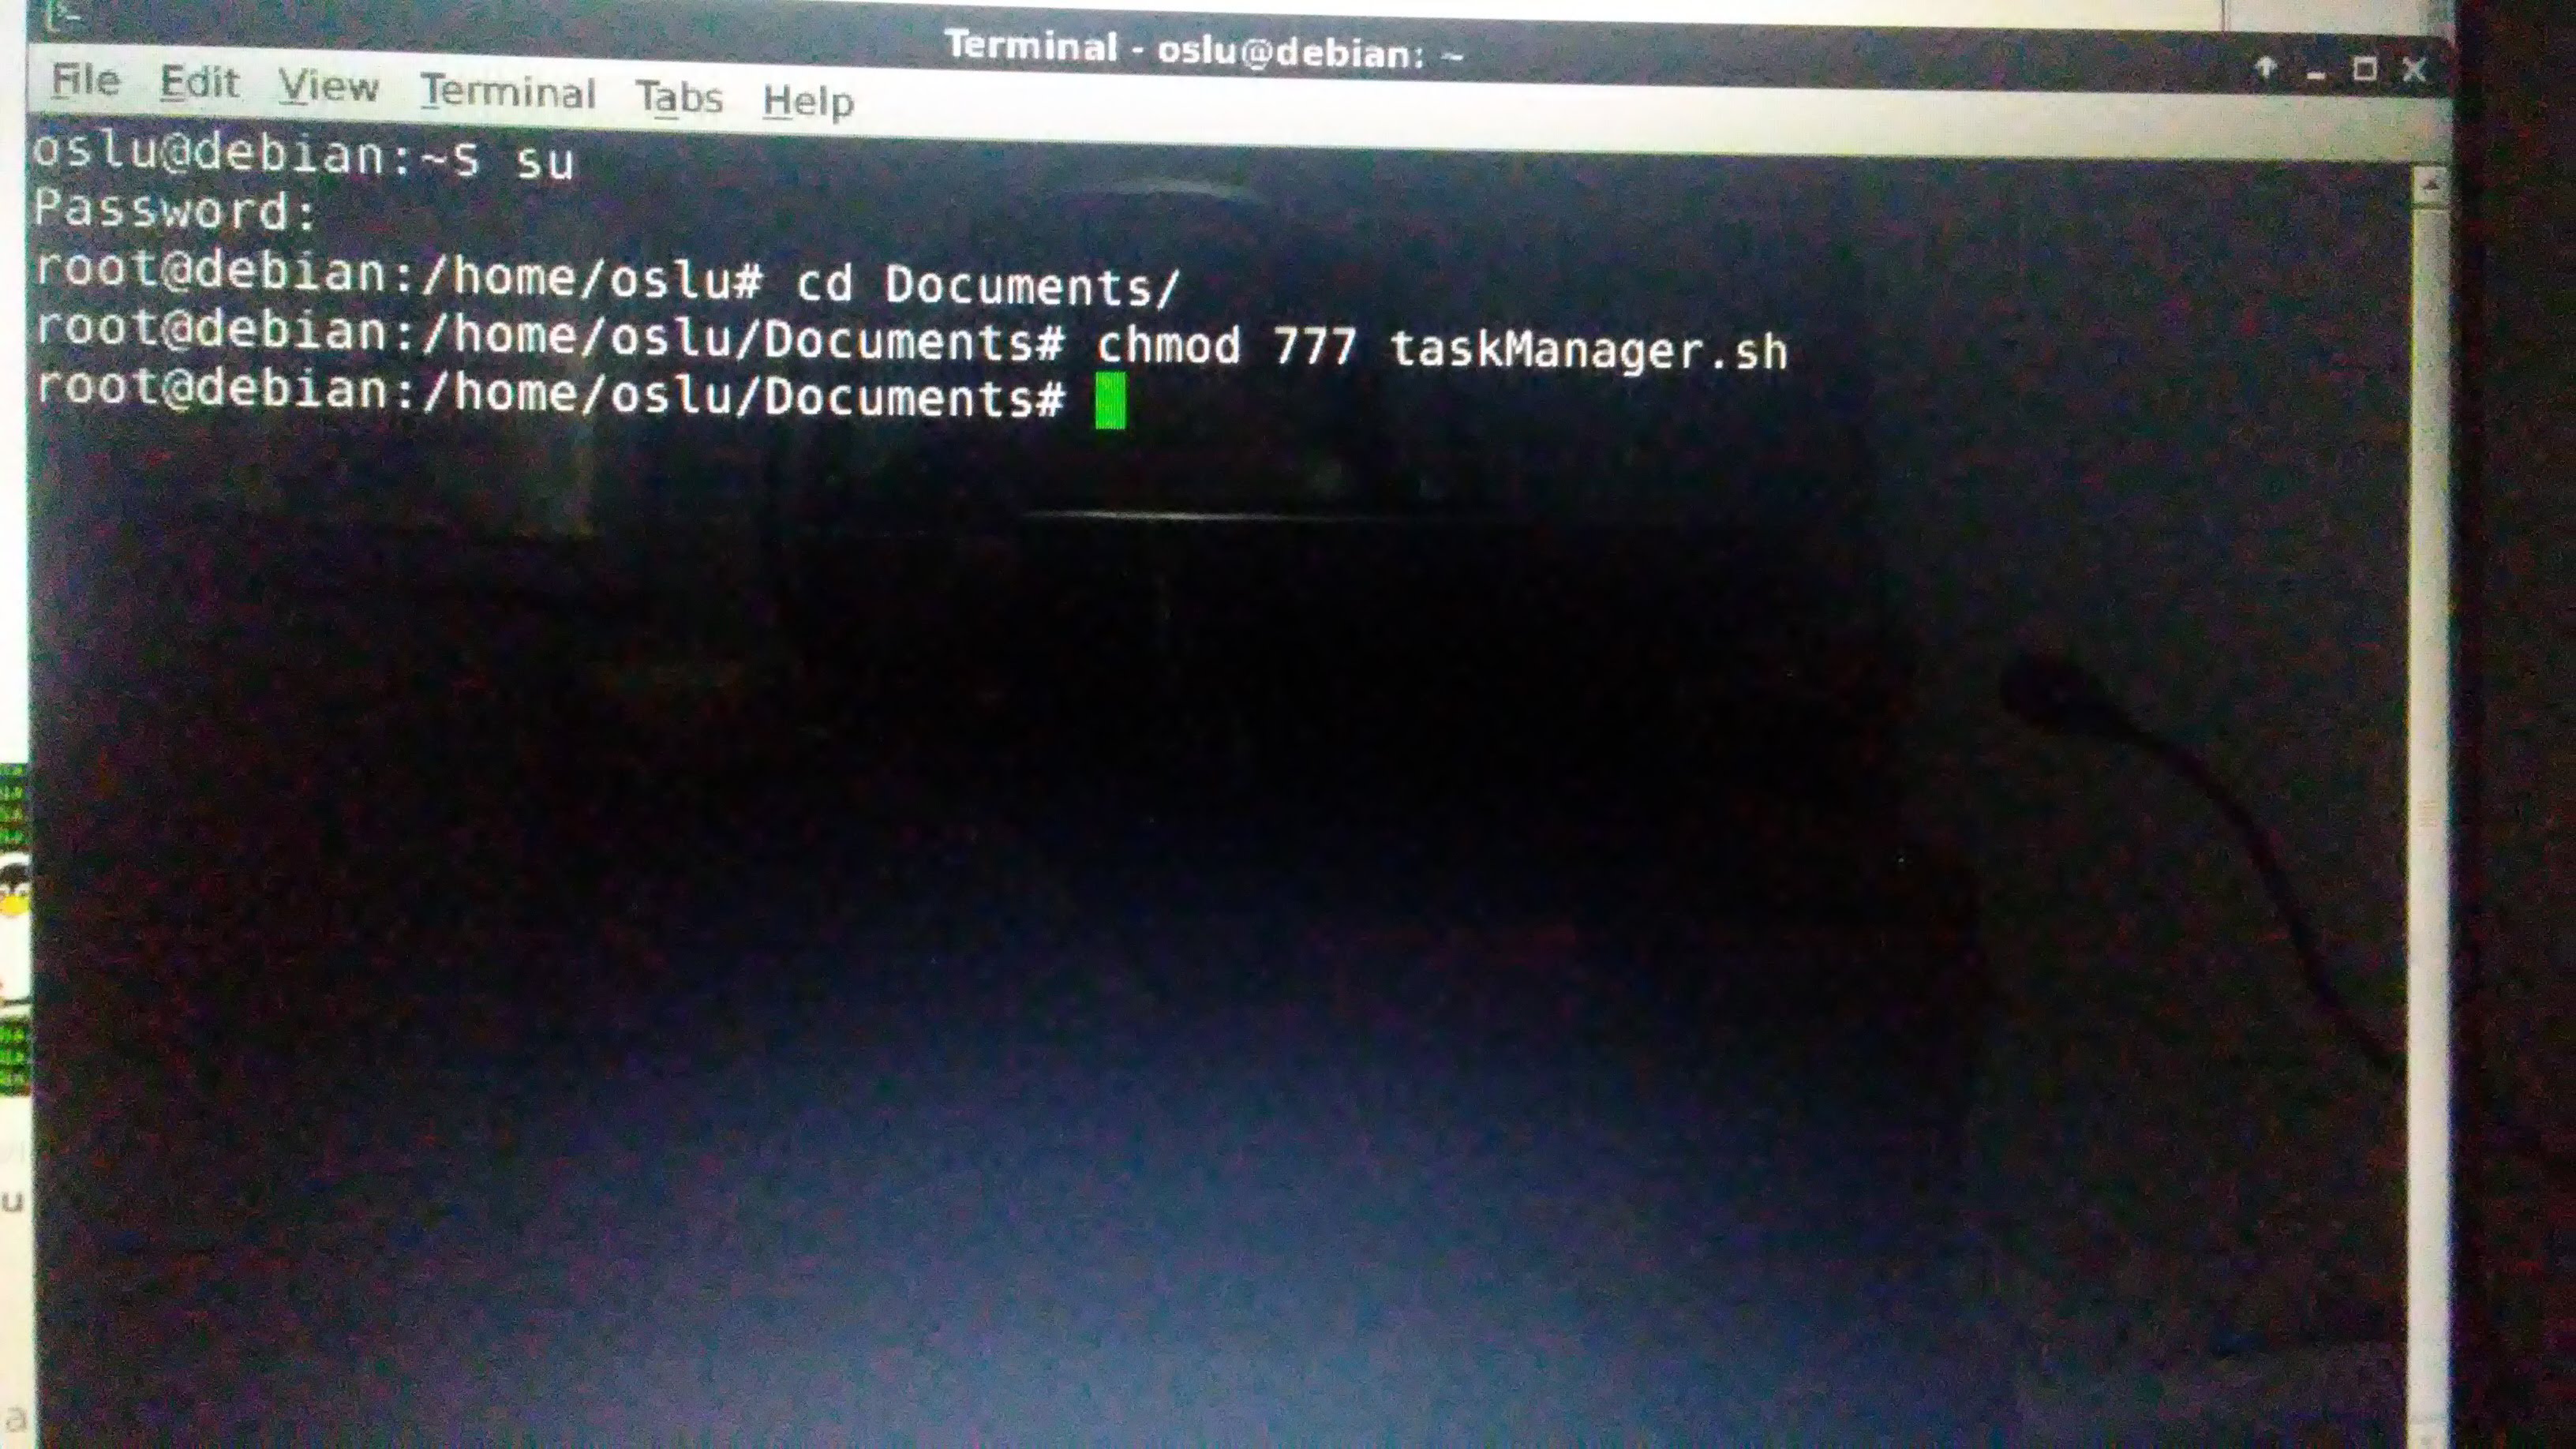 Terminal - oslu@debian: ~
File Edit View Terminal Tabs Help
oslu@debian:~$ su
Password:
root@debian:/home/oslu# cd Documents/
root@debian:/home/oslu/Documents# chmod 777 taskManager.sh
root@debian:/home/oslu/Documents#
u
a